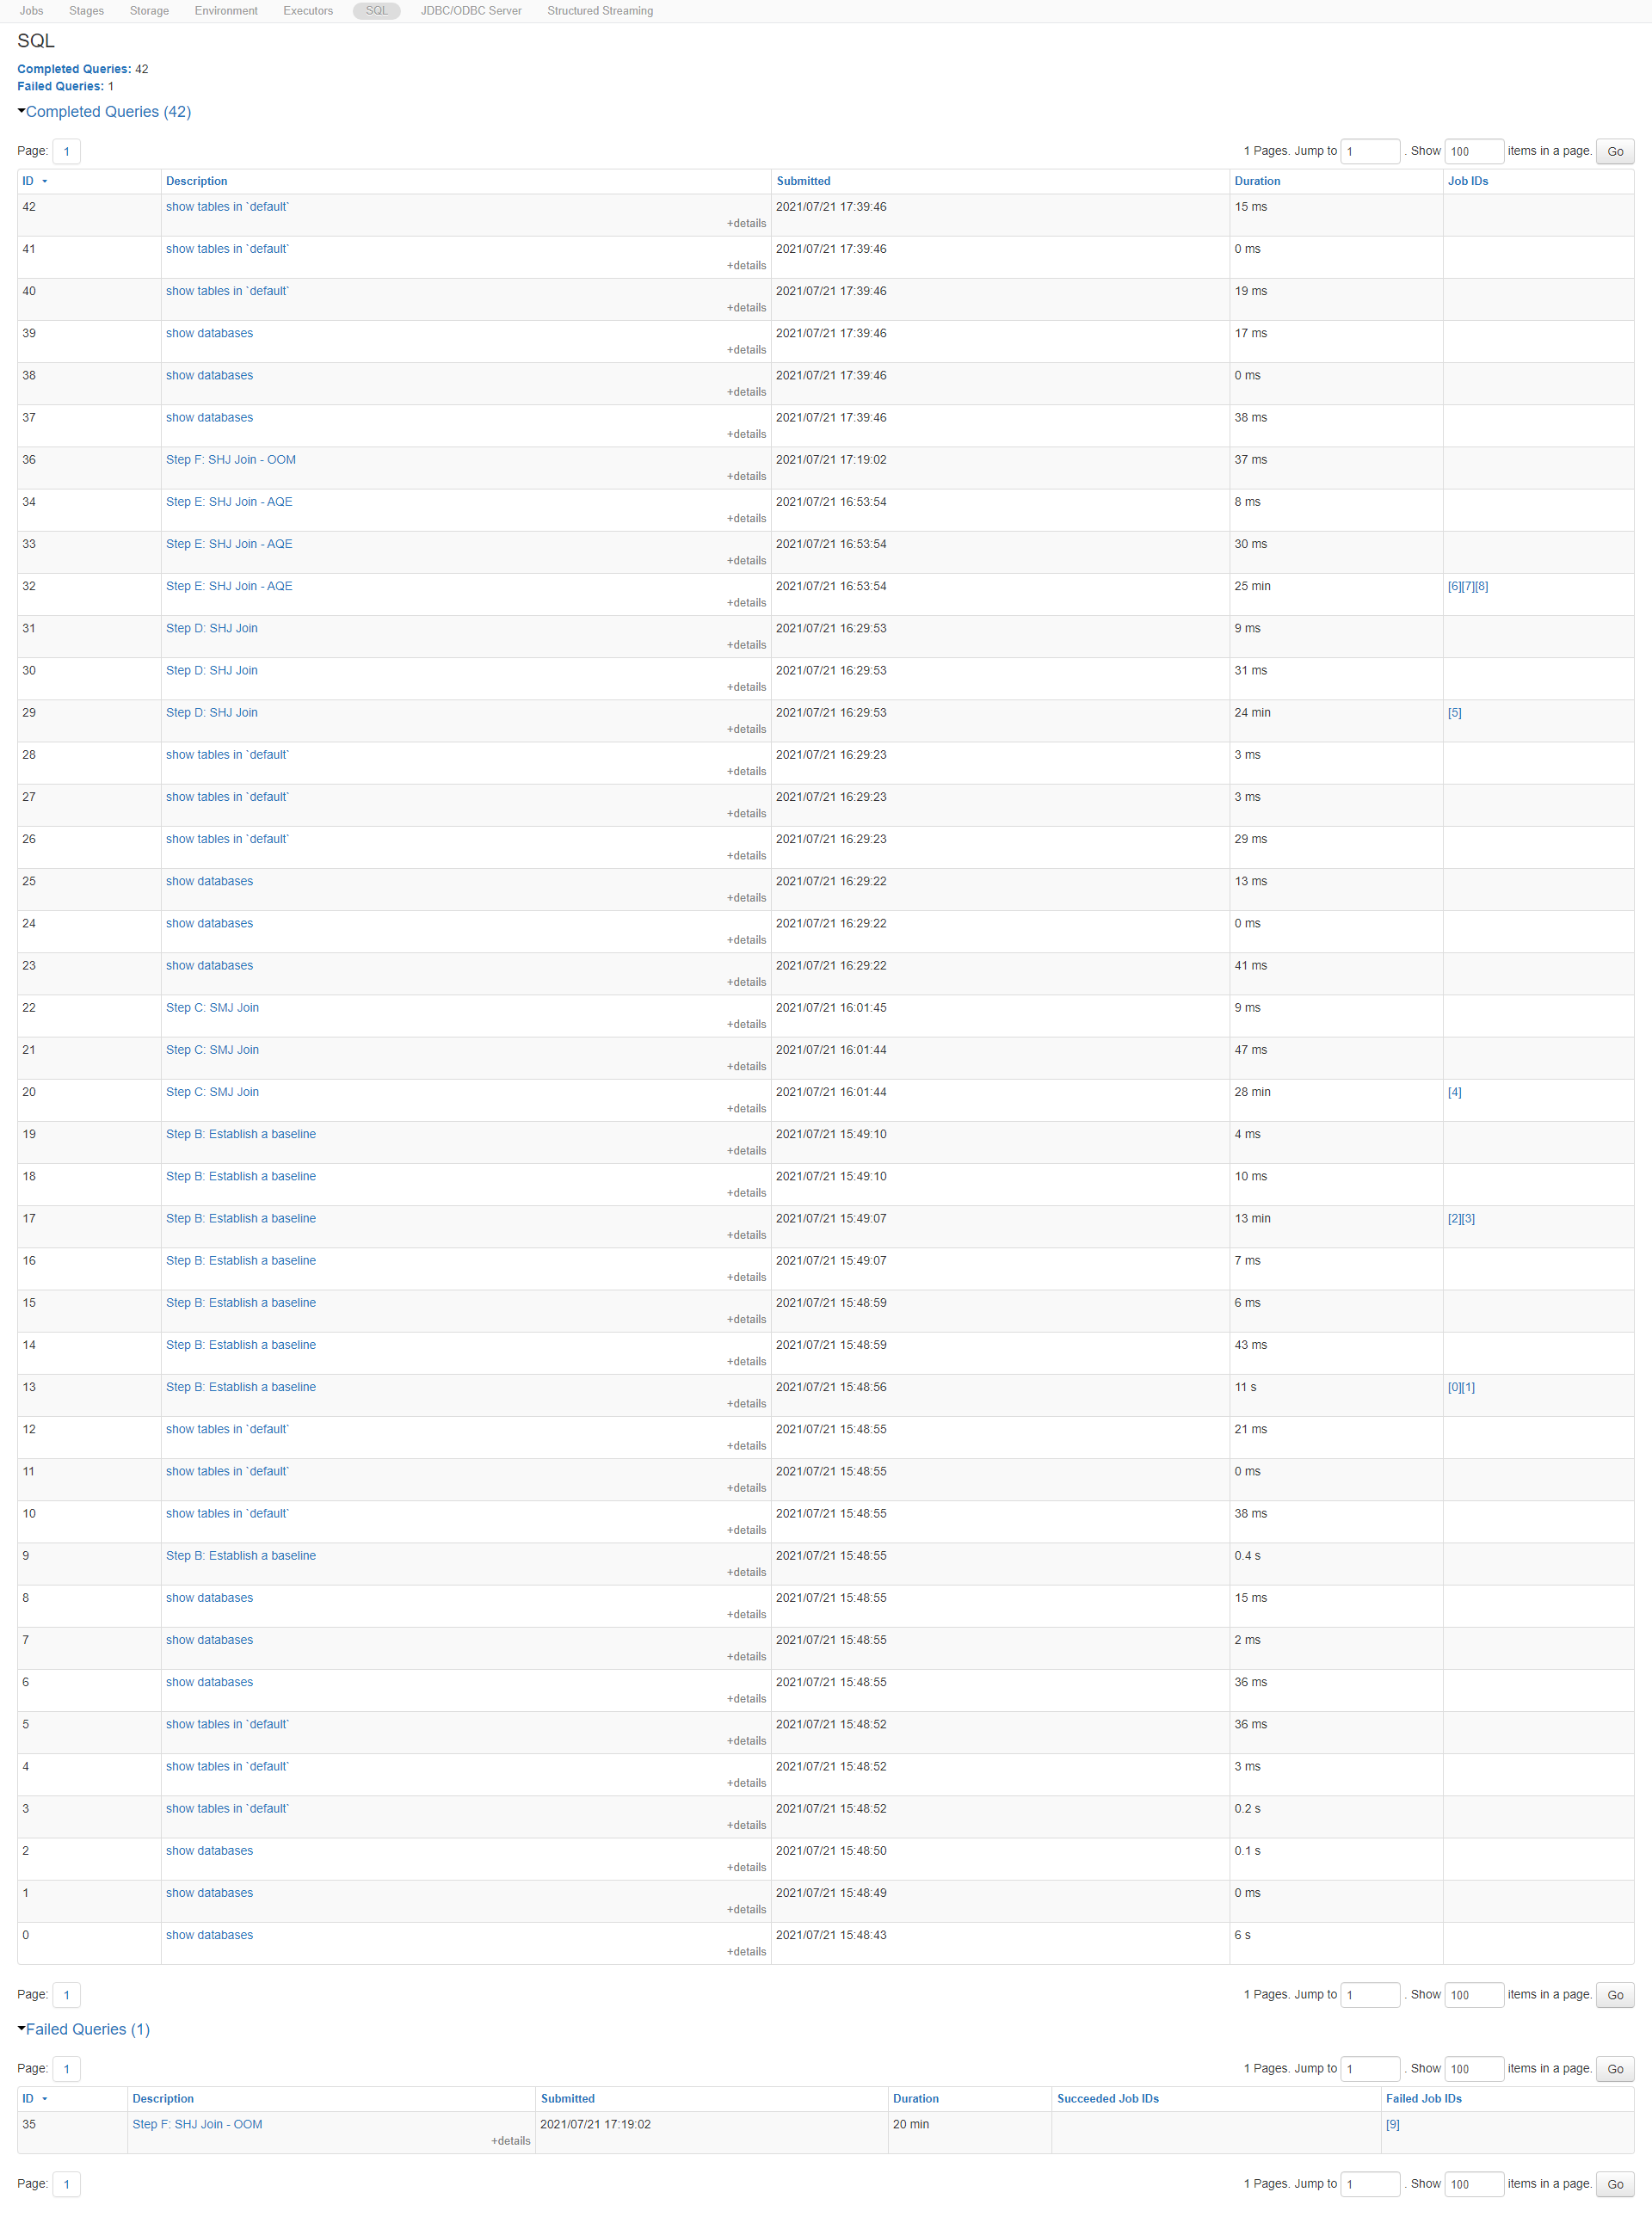 Jobs Stages Storage Environment Executors SQL JDBC/ODBC Server Structured Streaming
SQL
Completed Queries: 42
Failed Queries: 1
Completed Queries (42)
Page: 1 1 Pages. Jump to 1 . Show 100 items in a page. Go
ID Description Submitted Duration Job IDs
42 show tables in `default` 2021/07/21 17:39:46 15 ms
+details
41 show tables in `default` 2021/07/21 17:39:46 0 ms
+details
40 show tables in `default` 2021/07/21 17:39:46 19 ms
+details
39 show databases 2021/07/21 17:39:46 17 ms
+details
38 show databases 2021/07/21 17:39:46 0 ms
+details
37 show databases 2021/07/21 17:39:46 38 ms
+details
36 Step F: SHJ Join - OOM 2021/07/21 17:19:02 37 ms
+details
34 Step E: SHJ Join - AQE 2021/07/21 16:53:54 8 ms
+details
33 Step E: SHJ Join - AQE 2021/07/21 16:53:54 30 ms
+details
32 Step E: SHJ Join - AQE 2021/07/21 16:53:54 25 min [6][7][8]
+details
31 Step D: SHJ Join 2021/07/21 16:29:53 9 ms
+details
30 Step D: SHJ Join 2021/07/21 16:29:53 31 ms
+details
29 Step D: SHJ Join 2021/07/21 16:29:53 24 min [5]
+details
28 show tables in `default` 2021/07/21 16:29:23 3 ms
+details
27 show tables in `default` 2021/07/21 16:29:23 3 ms
+details
26 show tables in `default` 2021/07/21 16:29:23 29 ms
+details
25 show databases 2021/07/21 16:29:22 13 ms
+details
24 show databases 2021/07/21 16:29:22 0 ms
+details
23 show databases 2021/07/21 16:29:22 41 ms
+details
22 Step C: SMJ Join 2021/07/21 16:01:45 9 ms
+details
21 Step C: SMJ Join 2021/07/21 16:01:44 47 ms
+details
20 Step C: SMJ Join 2021/07/21 16:01:44 28 min [4]
+details
19 Step B: Establish a baseline 2021/07/21 15:49:10 4 ms
+details
18 Step B: Establish a baseline 2021/07/21 15:49:10 10 ms
+details
17 Step B: Establish a baseline 2021/07/21 15:49:07 13 min [2][3]
+details
16 Step B: Establish a baseline 2021/07/21 15:49:07 7 ms
+details
15 Step B: Establish a baseline 2021/07/21 15:48:59 6 ms
+details
14 Step B: Establish a baseline 2021/07/21 15:48:59 43 ms
+details
13 Step B: Establish a baseline 2021/07/21 15:48:56 11 s [0][1]
+details
12 show tables in `default` 2021/07/21 15:48:55 21 ms
+details
11 show tables in `default` 2021/07/21 15:48:55 0 ms
+details
10 show tables in `default` 2021/07/21 15:48:55 38 ms
+details
9 Step B: Establish a baseline 2021/07/21 15:48:55 0.4 s
+details
8 show databases 2021/07/21 15:48:55 15 ms
+details
7 show databases 2021/07/21 15:48:55 2 ms
+details
6 show databases 2021/07/21 15:48:55 36 ms
+details
5 show tables in `default` 2021/07/21 15:48:52 36 ms
+details
4 show tables in `default` 2021/07/21 15:48:52 3 ms
+details
3 show tables in `default` 2021/07/21 15:48:52 0.2 s
+details
2 show databases 2021/07/21 15:48:50 0.1 s
+details
1 show databases 2021/07/21 15:48:49 0 ms
+details
0 show databases 2021/07/21 15:48:43 6 s
+details
Page: 1 1 Pages. Jump to 1 . Show 100 items in a page. Go
Failed Queries (1)
Page: 1 1 Pages. Jump to 1 . Show 100 items in a page. Go
ID Description Submitted Duration Succeeded Job IDs Failed Job IDs
35 Step F: SHJ Join - OOM 2021/07/21 17:19:02 20 min [9]
+details
Page: 1 1 Pages. Jump to 1 . Show 100 items in a page. Go